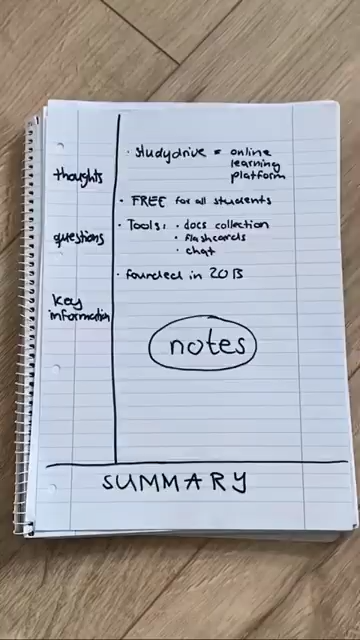 • studydrive = online
learning
platform
thoughts
• FREE for all students
• Tools: • docs collection
questions
• flashcards
• chat
• founded in 2013
key
information
notes
SUMMARY